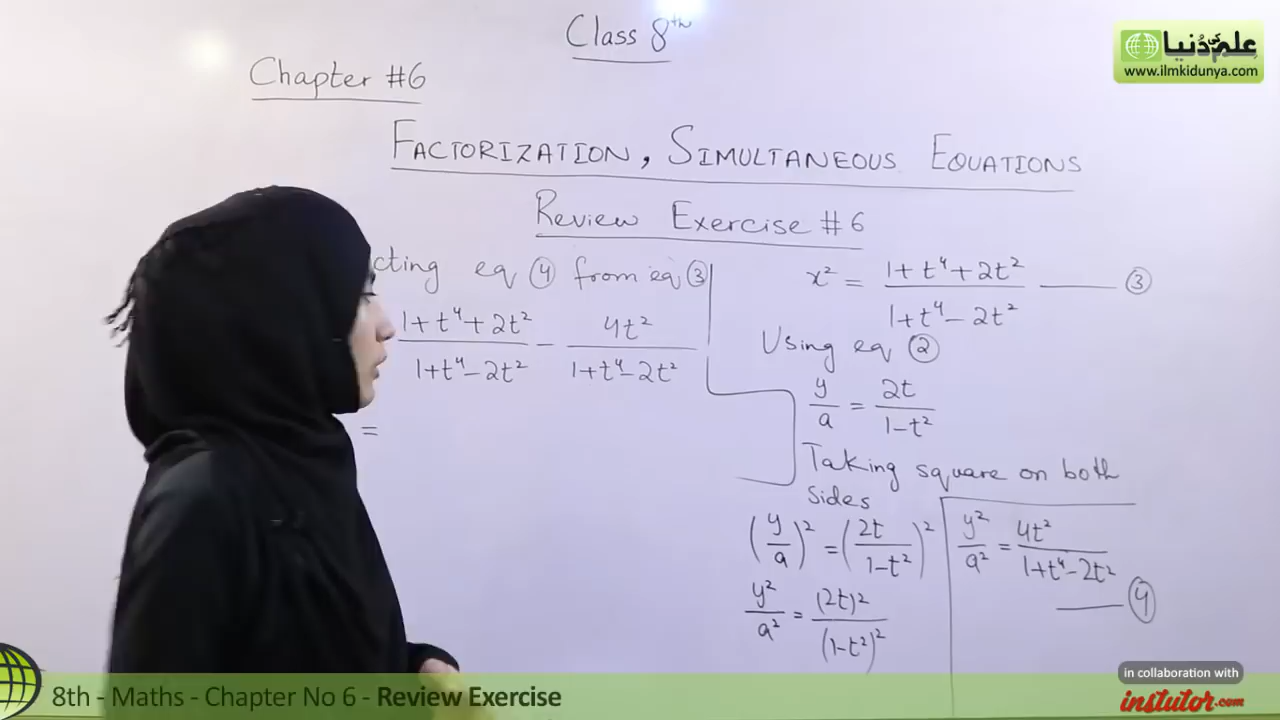 Class 8th
Chapter #6
FACTORIZATION, SIMULTANEOUS EQUATIONS
Review Exercise #6
cting eq ④ from eq ③
(1+t⁴+2t²)/(1+t⁴-2t²) - 4t²/(1+t⁴-2t²)
=
x² = (1+t⁴+2t²)/(1+t⁴-2t²) ——— ③
Using eq ②
y/a = 2t/(1-t²)
Taking square on both
sides
(y/a)² = (2t/(1-t²))²
y²/a² = (2t)²/(1-t²)²
y²/a² = 4t²/(1+t⁴-2t²)
——— ④
علم کی دُنیا
www.ilmkidunya.com
8th - Maths - Chapter No 6 - Review Exercise
in collaboration with
instutor.com